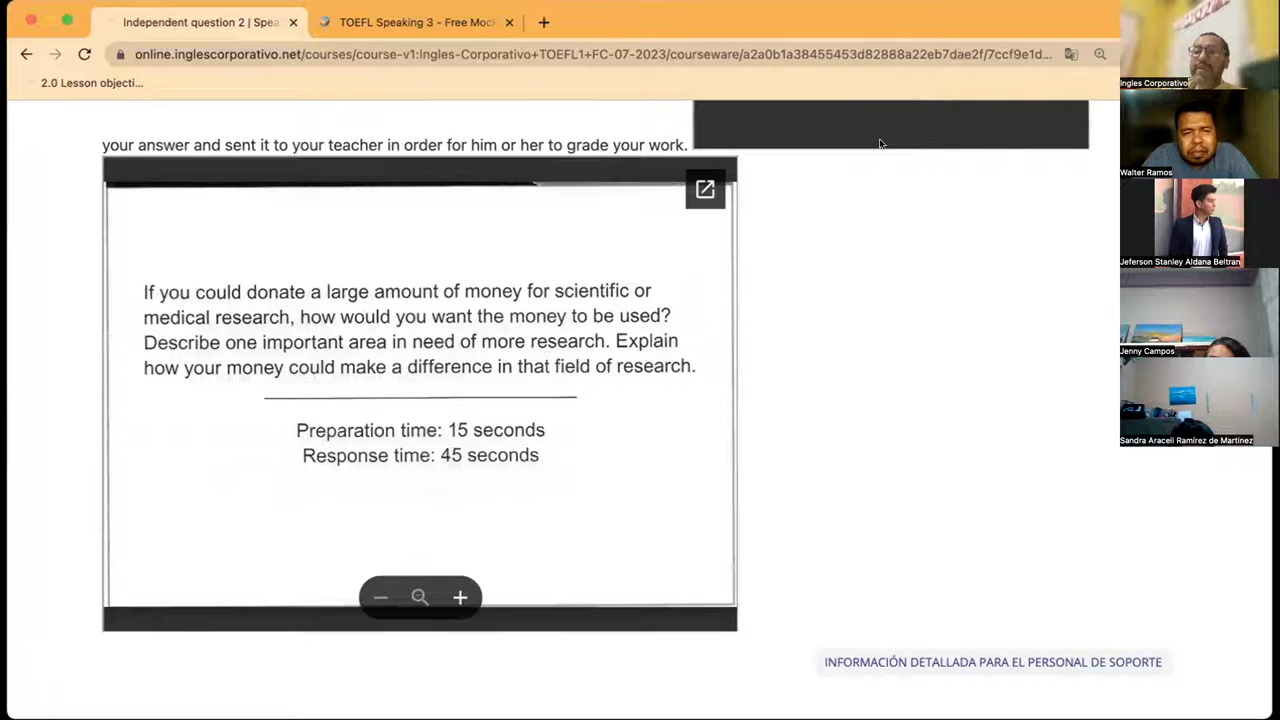 Independent question 2 | Spea
TOEFL Speaking 3 - Free Mock
online.inglescorporativo.net/courses/course-v1:Ingles-Corporativo+TOEFL1+FC-07-2023/courseware/a2a0b1a38455453d82888a22eb7dae2f/7ccf9e1d...
2.0 Lesson objecti...
your answer and sent it to your teacher in order for him or her to grade your work.
If you could donate a large amount of money for scientific or
medical research, how would you want the money to be used?
Describe one important area in need of more research. Explain
how your money could make a difference in that field of research.
Preparation time: 15 seconds
Response time: 45 seconds
INFORMACIÓN DETALLADA PARA EL PERSONAL DE SOPORTE
Ingles Corporativo
Walter Ramos
Jeferson Stanley Aldana Beltran
Jenny Campos
Sandra Araceli Ramírez de Martinez